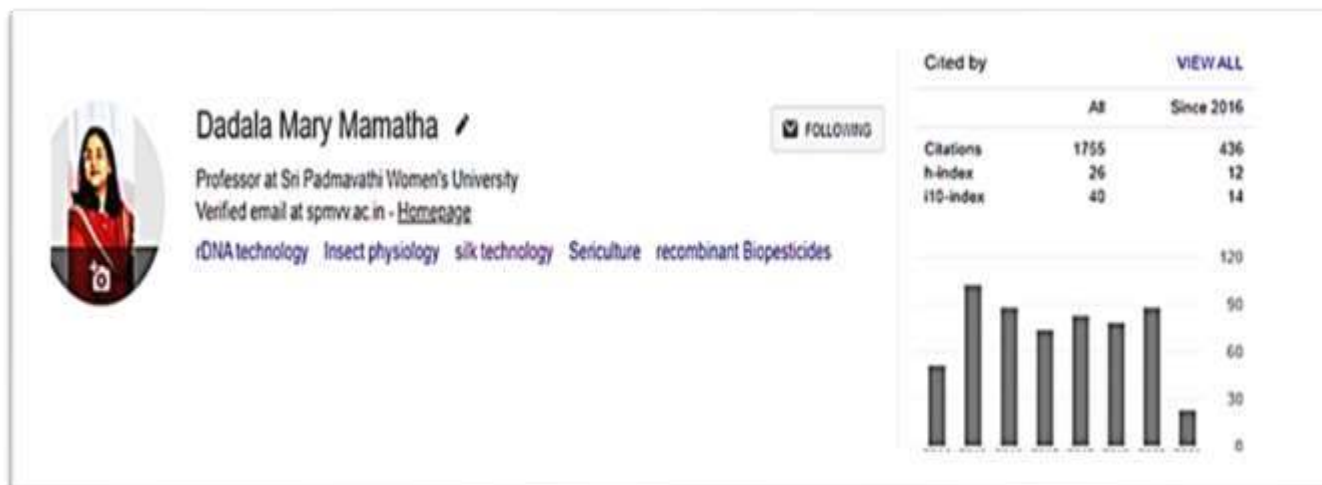 Dadala Mary Mamatha
FOLLOWING
Professor at Sri Padmavathi Women's University
Verified email at spmvv.ac.in - Homepage
rDNA technology Insect physiology silk technology Sericulture recombinant Biopesticides
Cited by VIEW ALL
All Since 2016
Citations 1755 436
h-index 26 12
i10-index 40 14
120
90
60
30
0